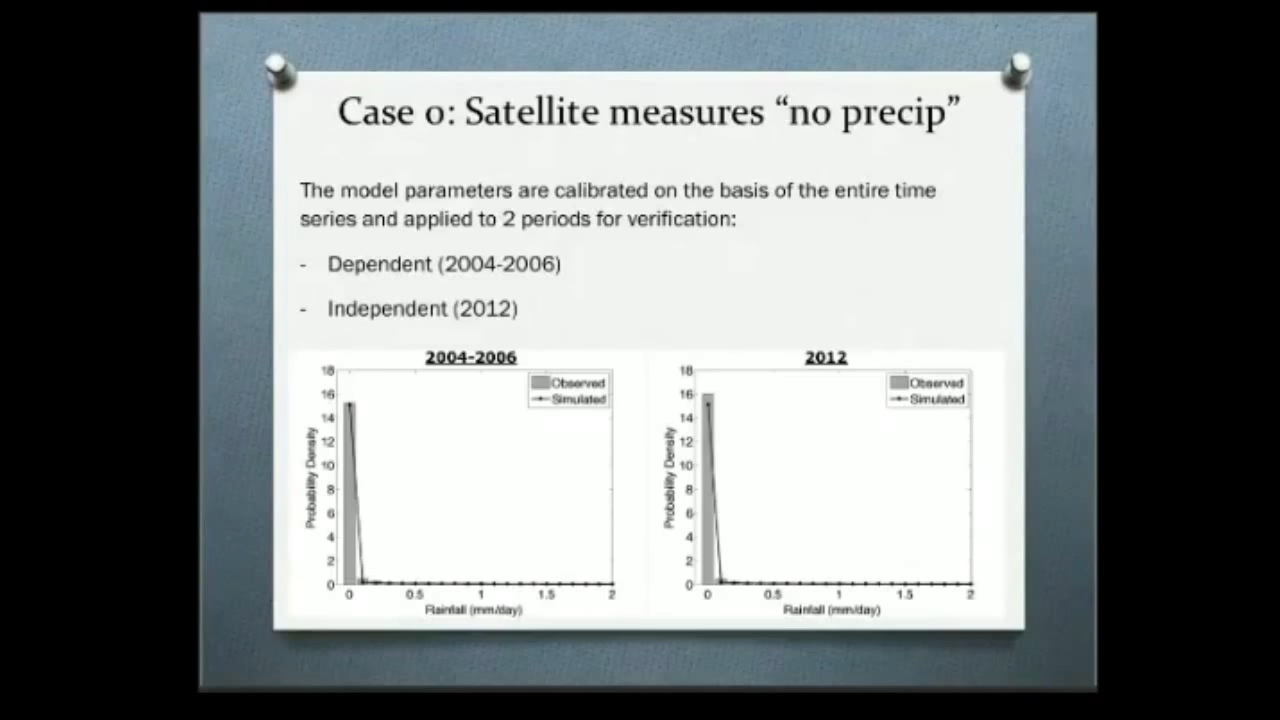 Case 0: Satellite measures “no precip”
The model parameters are calibrated on the basis of the entire time
series and applied to 2 periods for verification:
- Dependent (2004-2006)
- Independent (2012)
2004-2006
18
16
14
12
10
8
6
4
2
0
Probability Density
Observed
Simulated
0 0.5 1 1.5 2
Rainfall (mm/day)
2012
18
16
14
12
10
8
6
4
2
0
Probability Density
Observed
Simulated
0 0.5 1 1.5 2
Rainfall (mm/day)